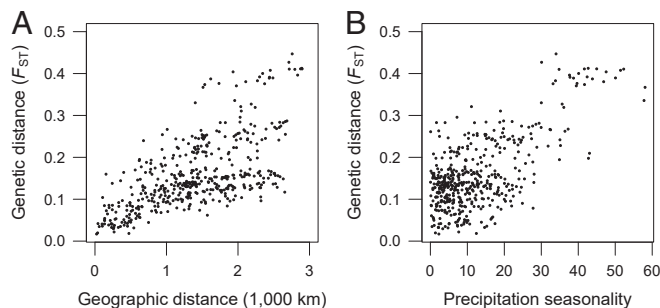 A
Genetic distance (FST)
0.5
0.4
0.3
0.2
0.1
0.0
0 1 2 3
Geographic distance (1,000 km)
B
Genetic distance (FST)
0.5
0.4
0.3
0.2
0.1
0.0
0 10 20 30 40 50 60
Precipitation seasonality